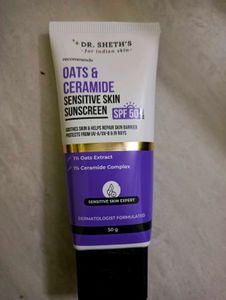 DR. SHETH'S
for indian skin
recommends
OATS &
CERAMIDE
SENSITIVE SKIN
SUNSCREEN SPF 50+
SOOTHES SKIN & HELPS REPAIR SKIN BARRIER
PROTECTS FROM UV-A/UV-B & IR RAYS
1% Oats Extract
1% Ceramide Complex
SENSITIVE SKIN EXPERT
DERMATOLOGIST FORMULATED
50 g